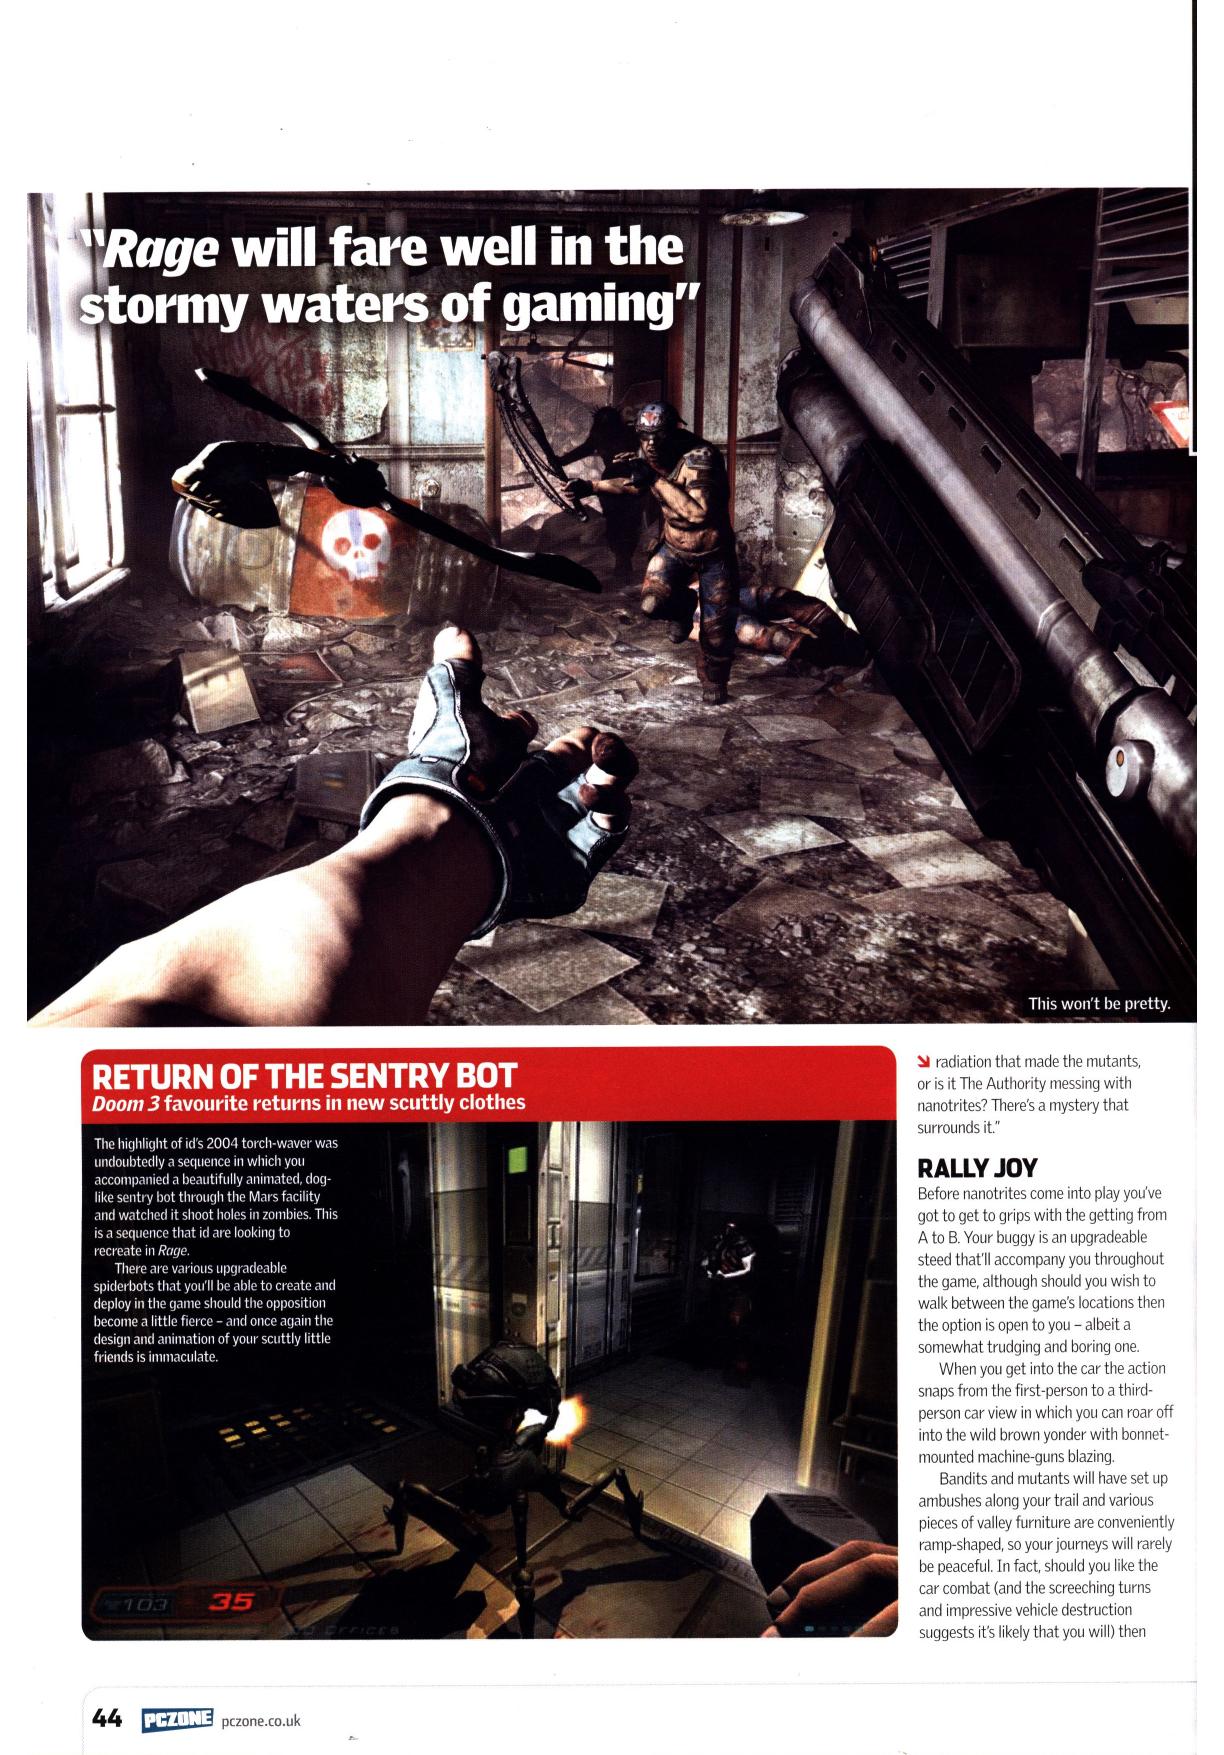 “Rage will fare well in the
stormy waters of gaming”
This won't be pretty.
RETURN OF THE SENTRY BOT
Doom 3 favourite returns in new scuttly clothes
The highlight of id's 2004 torch-waver was
undoubtedly a sequence in which you
accompanied a beautifully animated, dog-
like sentry bot through the Mars facility
and watched it shoot holes in zombies. This
is a sequence that id are looking to
recreate in Rage.
There are various upgradeable
spiderbots that you'll be able to create and
deploy in the game should the opposition
become a little fierce – and once again the
design and animation of your scuttly little
friends is immaculate.
103 35
OFFICES
radiation that made the mutants,
or is it The Authority messing with
nanotrites? There's a mystery that
surrounds it.”
RALLY JOY
Before nanotrites come into play you've
got to get to grips with the getting from
A to B. Your buggy is an upgradeable
steed that'll accompany you throughout
the game, although should you wish to
walk between the game's locations then
the option is open to you – albeit a
somewhat trudging and boring one.
When you get into the car the action
snaps from the first-person to a third-
person car view in which you can roar off
into the wild brown yonder with bonnet-
mounted machine-guns blazing.
Bandits and mutants will have set up
ambushes along your trail and various
pieces of valley furniture are conveniently
ramp-shaped, so your journeys will rarely
be peaceful. In fact, should you like the
car combat (and the screeching turns
and impressive vehicle destruction
suggests it's likely that you will) then
44 PCZONE pczone.co.uk